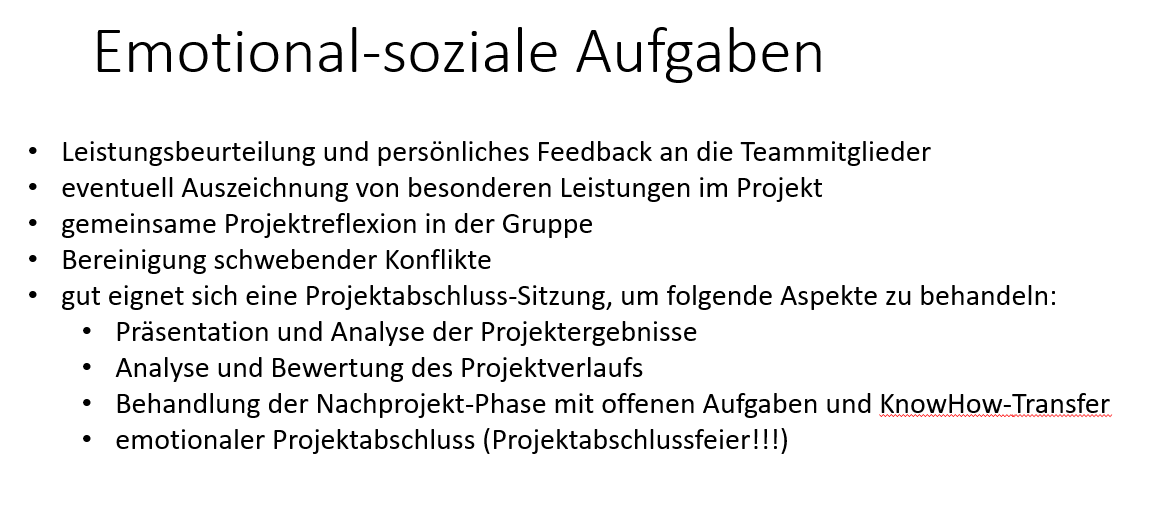 Emotional-soziale Aufgaben
• Leistungsbeurteilung und persönliches Feedback an die Teammitglieder
• eventuell Auszeichnung von besonderen Leistungen im Projekt
• gemeinsame Projektreflexion in der Gruppe
• Bereinigung schwebender Konflikte
• gut eignet sich eine Projektabschluss-Sitzung, um folgende Aspekte zu behandeln:
• Präsentation und Analyse der Projektergebnisse
• Analyse und Bewertung des Projektverlaufs
• Behandlung der Nachprojekt-Phase mit offenen Aufgaben und KnowHow-Transfer
• emotionaler Projektabschluss (Projektabschlussfeier!!!)